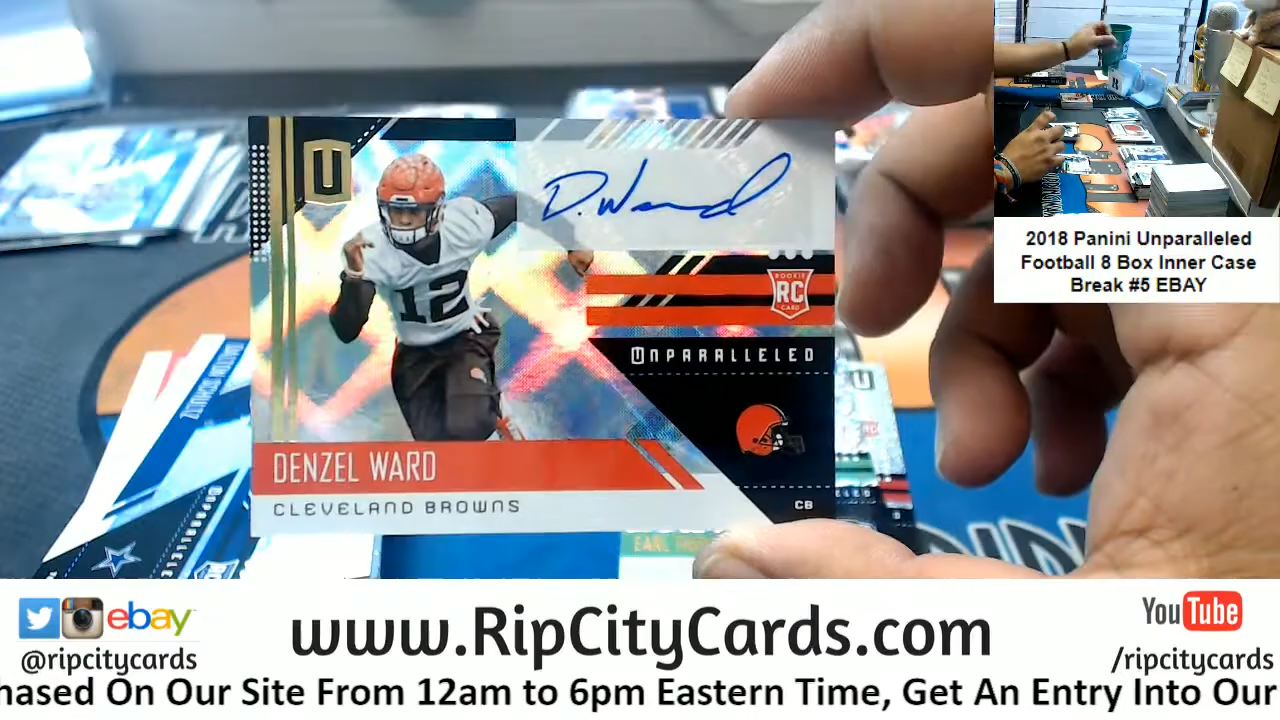 U
D. Ward
12
ROOKIE
RC
CARD
UNPARALLELED
DENZEL WARD
CLEVELAND BROWNS
CB
U
RC
EARL
2018 Panini Unparalleled
Football 8 Box Inner Case
Break #5 EBAY
ebay
@ripcitycards
www.RipCityCards.com
YouTube
/ripcitycards
hased On Our Site From 12am to 6pm Eastern Time, Get An Entry Into Our